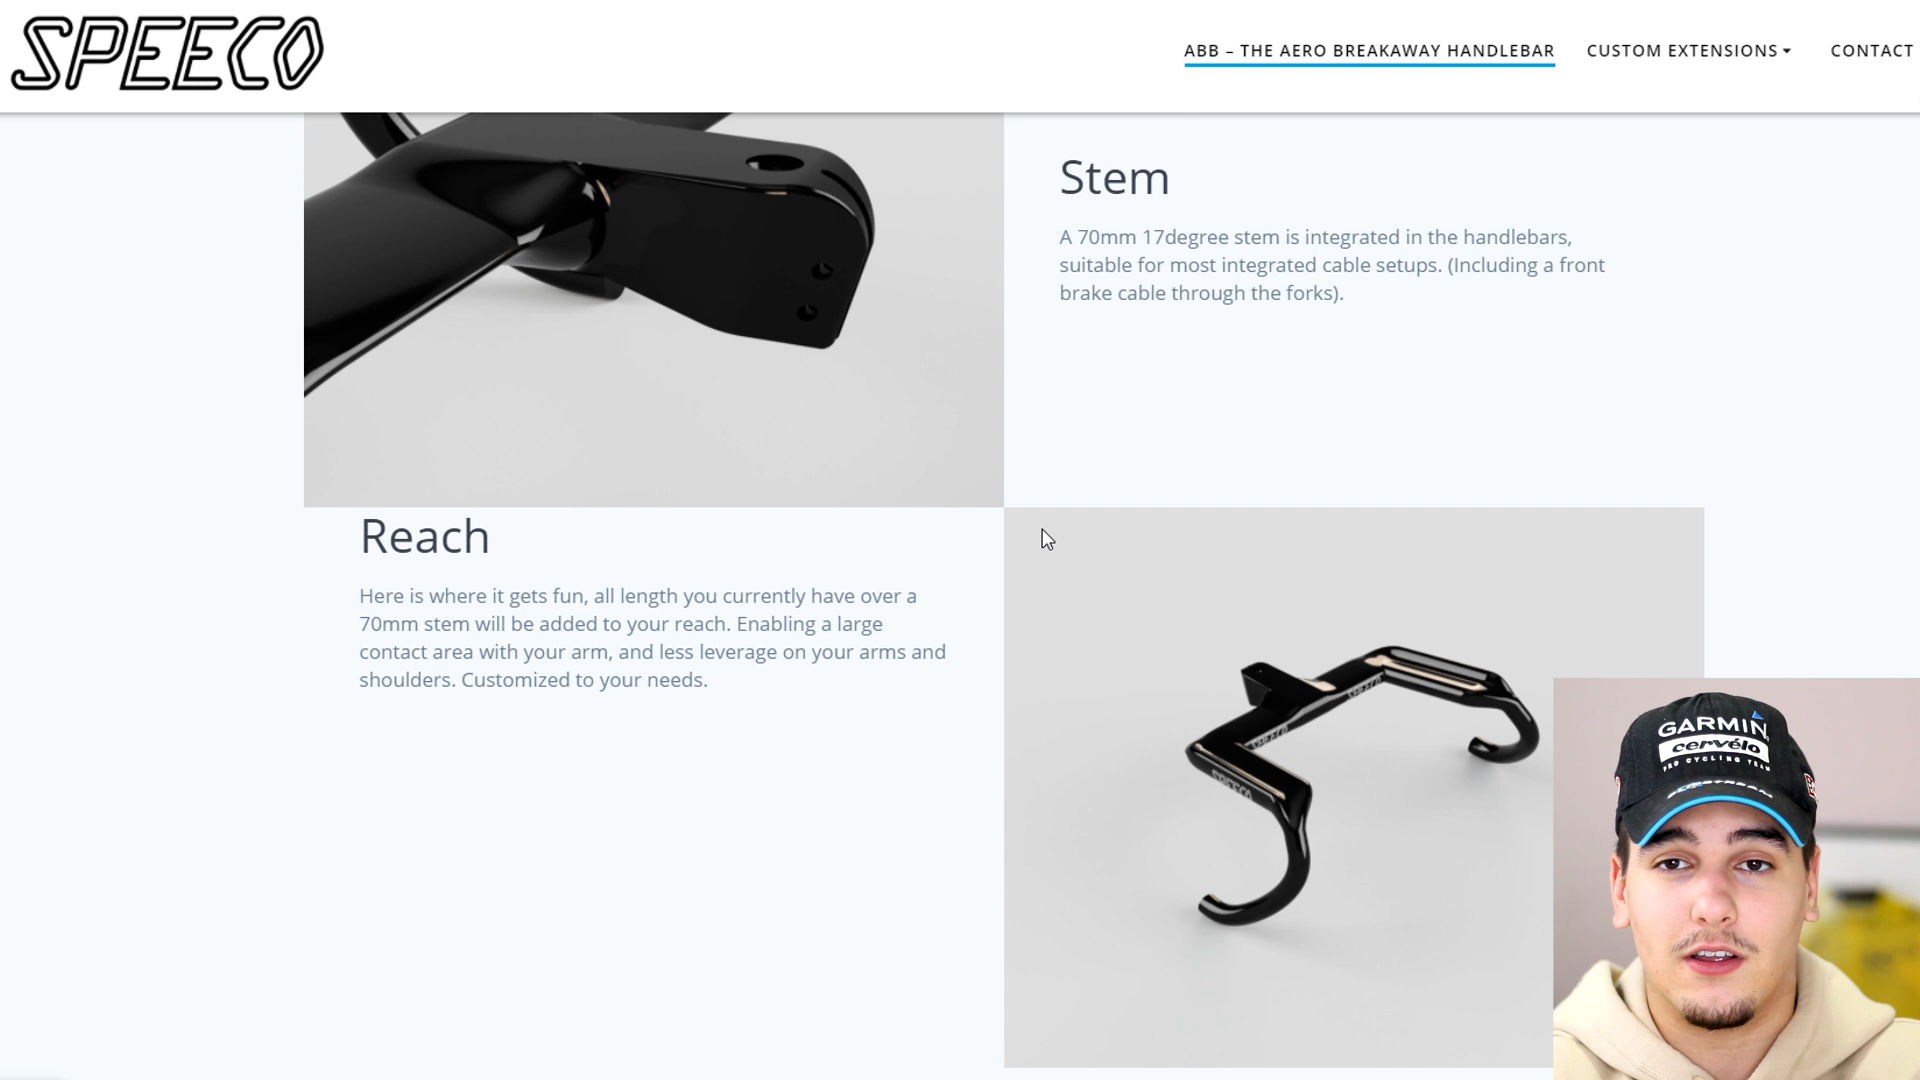 SPEECO
ABB – THE AERO BREAKAWAY HANDLEBAR
CUSTOM EXTENSIONS
CONTACT
Stem
A 70mm 17degree stem is integrated in the handlebars,
suitable for most integrated cable setups. (Including a front
brake cable through the forks).
Reach
Here is where it gets fun, all length you currently have over a
70mm stem will be added to your reach. Enabling a large
contact area with your arm, and less leverage on your arms and
shoulders. Customized to your needs.
SPEECO
SPEECO
SPEECO
GARMIN
cervélo
PRO CYCLING TEAM